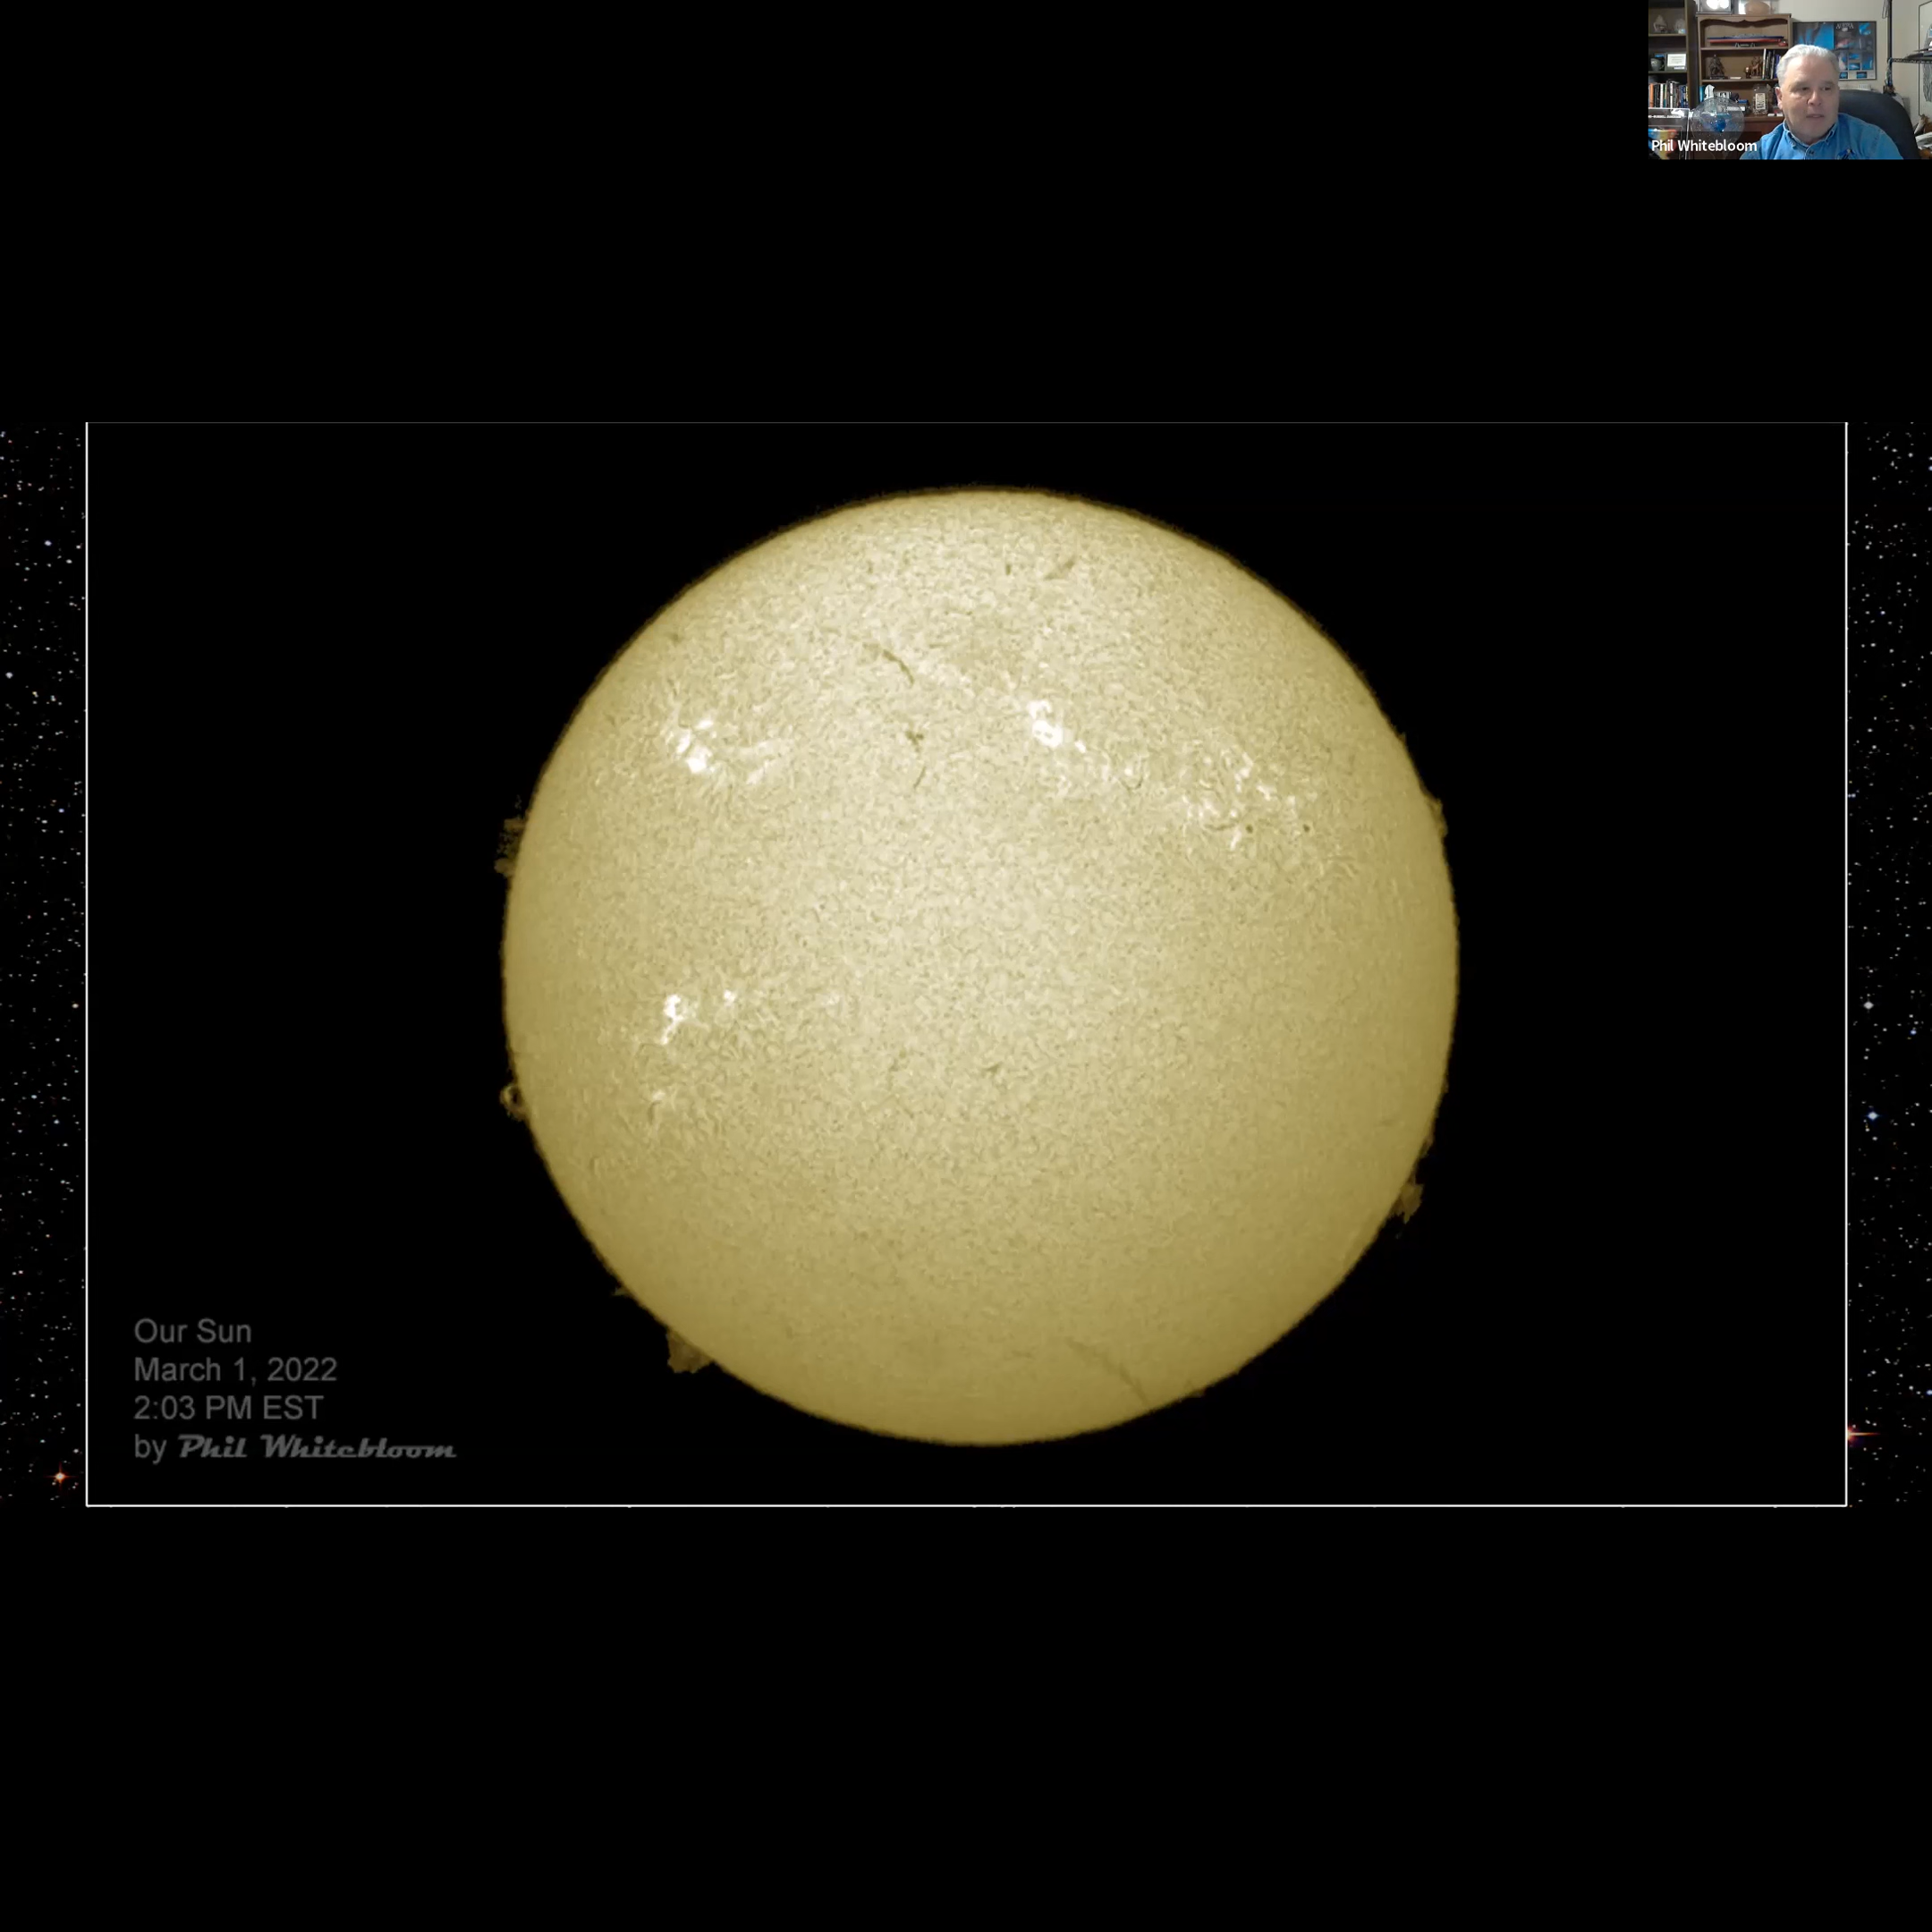 Phil Whitebloom
Our Sun
March 1, 2022
2:03 PM EST
by Phil Whitebloom